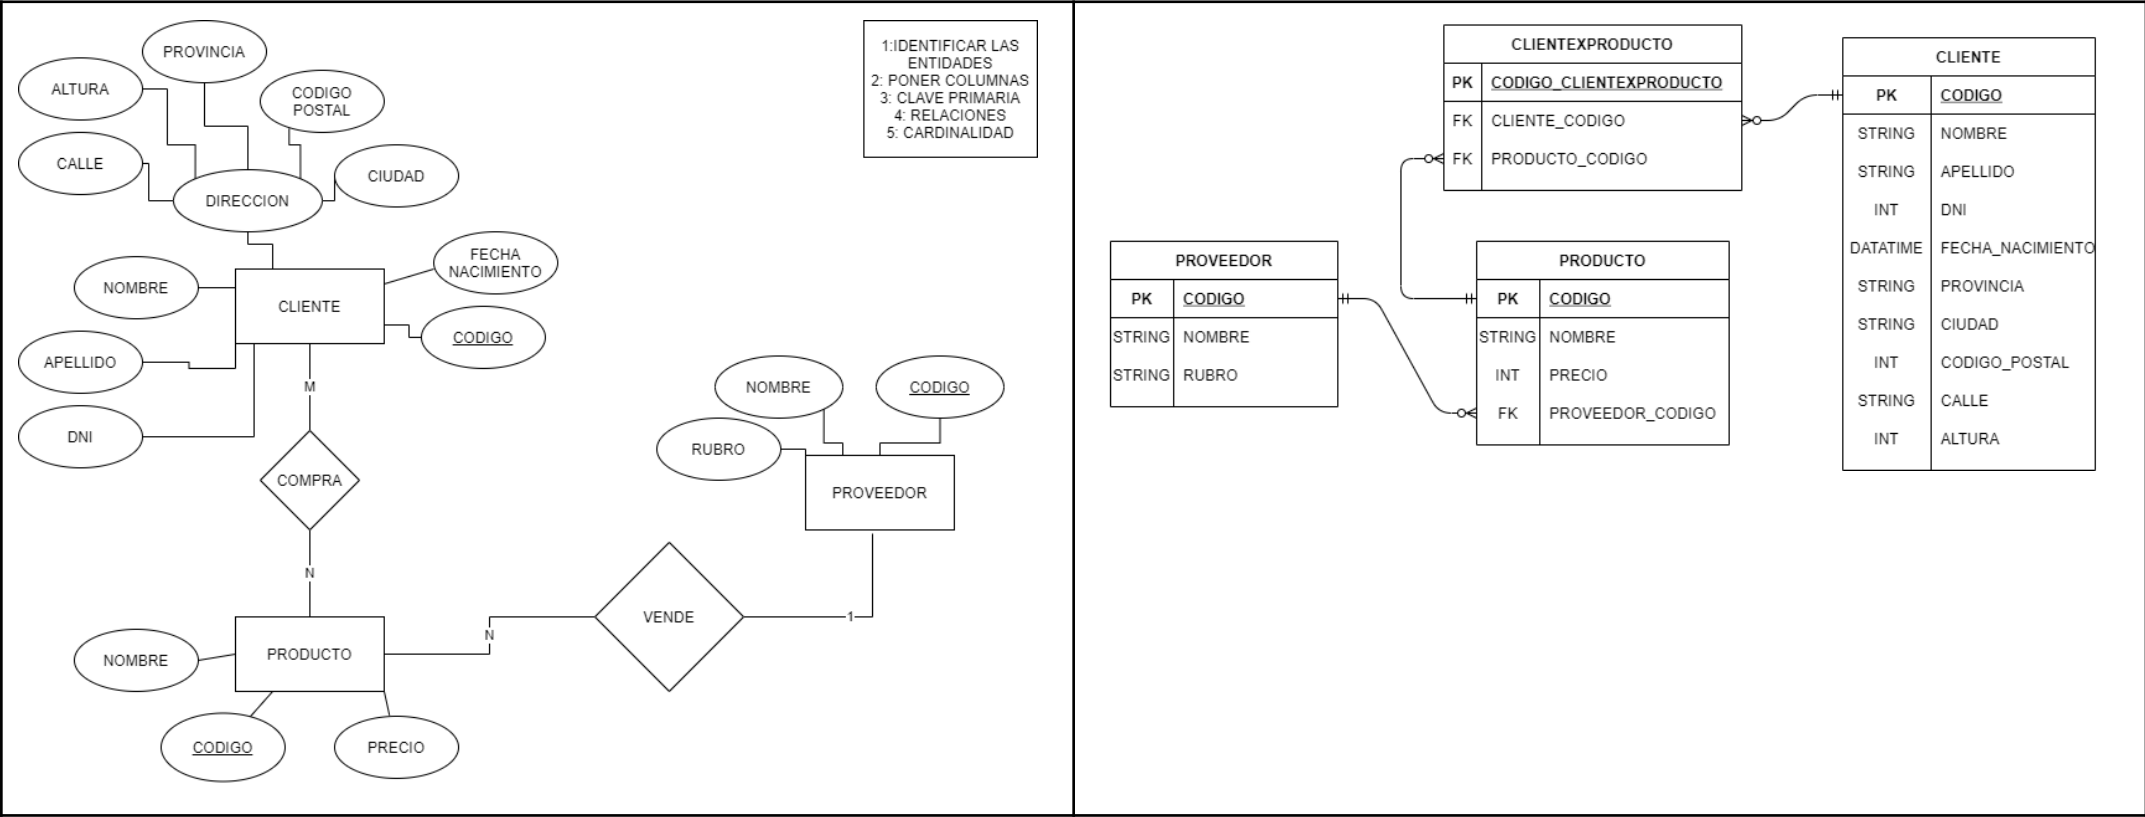 PROVINCIA
ALTURA
CODIGO
POSTAL
CALLE
CIUDAD
DIRECCION
1:IDENTIFICAR LAS
ENTIDADES
2: PONER COLUMNAS
3: CLAVE PRIMARIA
4: RELACIONES
5: CARDINALIDAD
FECHA
NACIMIENTO
NOMBRE
CLIENTE
CODIGO
APELLIDO
M
DNI
COMPRA
N
NOMBRE
CODIGO
RUBRO
PROVEEDOR
VENDE
1
N
PRODUCTO
NOMBRE
CODIGO
PRECIO
CLIENTEXPRODUCTO
PK CODIGO_CLIENTEXPRODUCTO
FK CLIENTE_CODIGO
FK PRODUCTO_CODIGO
CLIENTE
PK CODIGO
STRING NOMBRE
STRING APELLIDO
INT DNI
DATATIME FECHA_NACIMIENTO
STRING PROVINCIA
STRING CIUDAD
INT CODIGO_POSTAL
STRING CALLE
INT ALTURA
PROVEEDOR
PK CODIGO
STRING NOMBRE
STRING RUBRO
PRODUCTO
PK CODIGO
STRING NOMBRE
INT PRECIO
FK PROVEEDOR_CODIGO